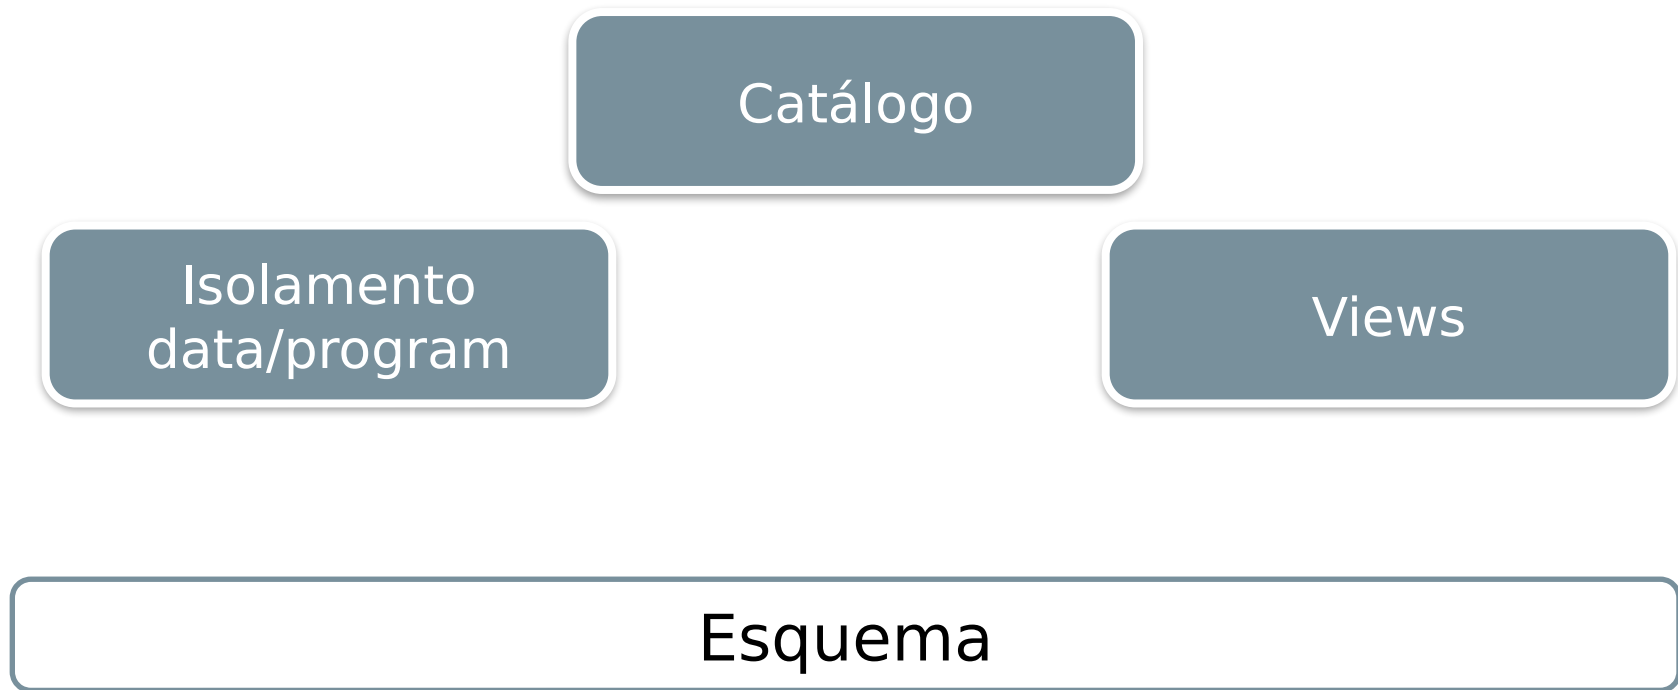 Catálogo
Isolamento
data/program
Views
Esquema